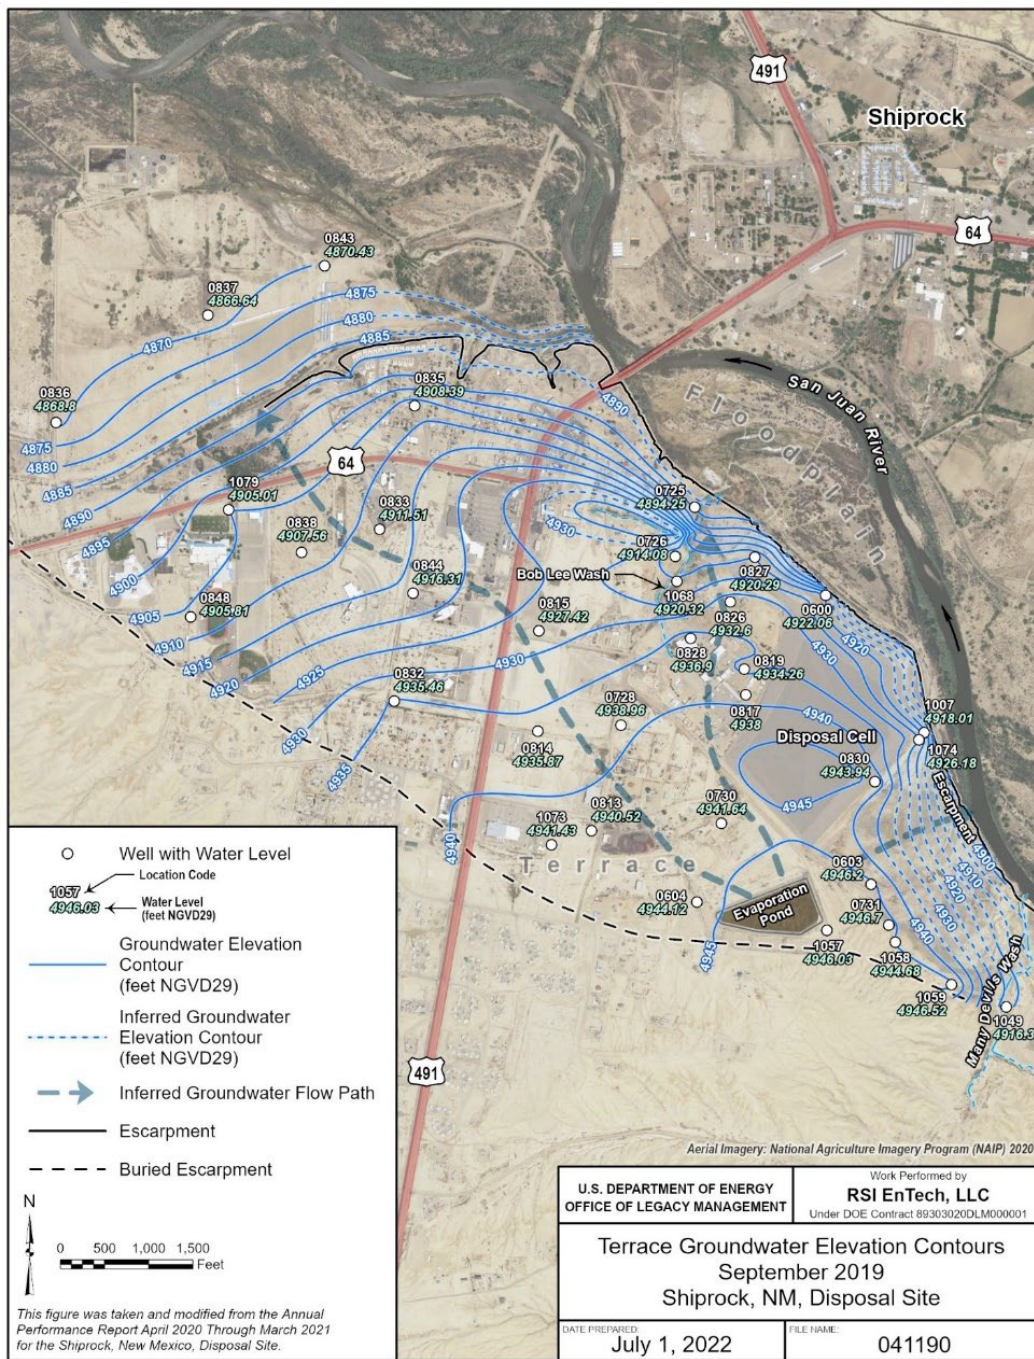 491
Shiprock
64
0843
4870.43
0837
4866.64
4875
4870
4880
4885
0836
4868.8
0835
4908.39
4890
San Juan River
Floodplain
4875
4880
4885
4890
4895
4900
4905
4910
4915
4920
4925
4930
4935
64
1079
4905.01
0833
4911.51
0838
4907.56
0844
4916.31
0848
4905.81
0725
4894.25
4930
0726
4914.08
Bob Lee Wash
1068
4920.32
0827
4920.29
0826
4932.6
0600
4922.06
0815
4927.42
4930
4920
4930
0828
4936.9
0819
4934.26
0832
4935.46
0728
4938.96
0817
4938
1007
4918.01
4940
Disposal Cell
1074
4926.18
0814
4935.87
0830
4943.94
4945
Escarpment
0730
4941.64
0813
4940.52
1073
4941.43
4940
Terrace
4900
4910
4920
4930
4940
0603
4946.2
0604
4944.12
Evaporation
Pond
0731
4946.7
4945
1057
4946.03
1058
4944.68
1059
4946.52
Many Devils Wash
1049
4916.3
491
Well with Water Level
1057
Location Code
4946.03
Water Level
(feet NGVD29)
Groundwater Elevation
Contour
(feet NGVD29)
Inferred Groundwater
Elevation Contour
(feet NGVD29)
Inferred Groundwater Flow Path
Escarpment
Buried Escarpment
N
0 500 1,000 1,500
Feet
This figure was taken and modified from the Annual
Performance Report April 2020 Through March 2021
for the Shiprock, New Mexico, Disposal Site.
Aerial Imagery: National Agriculture Imagery Program (NAIP) 2020
U.S. DEPARTMENT OF ENERGY
OFFICE OF LEGACY MANAGEMENT
Work Performed by
RSI EnTech, LLC
Under DOE Contract 89303020DLM000001
Terrace Groundwater Elevation Contours
September 2019
Shiprock, NM, Disposal Site
DATE PREPARED:
July 1, 2022
FILE NAME:
041190